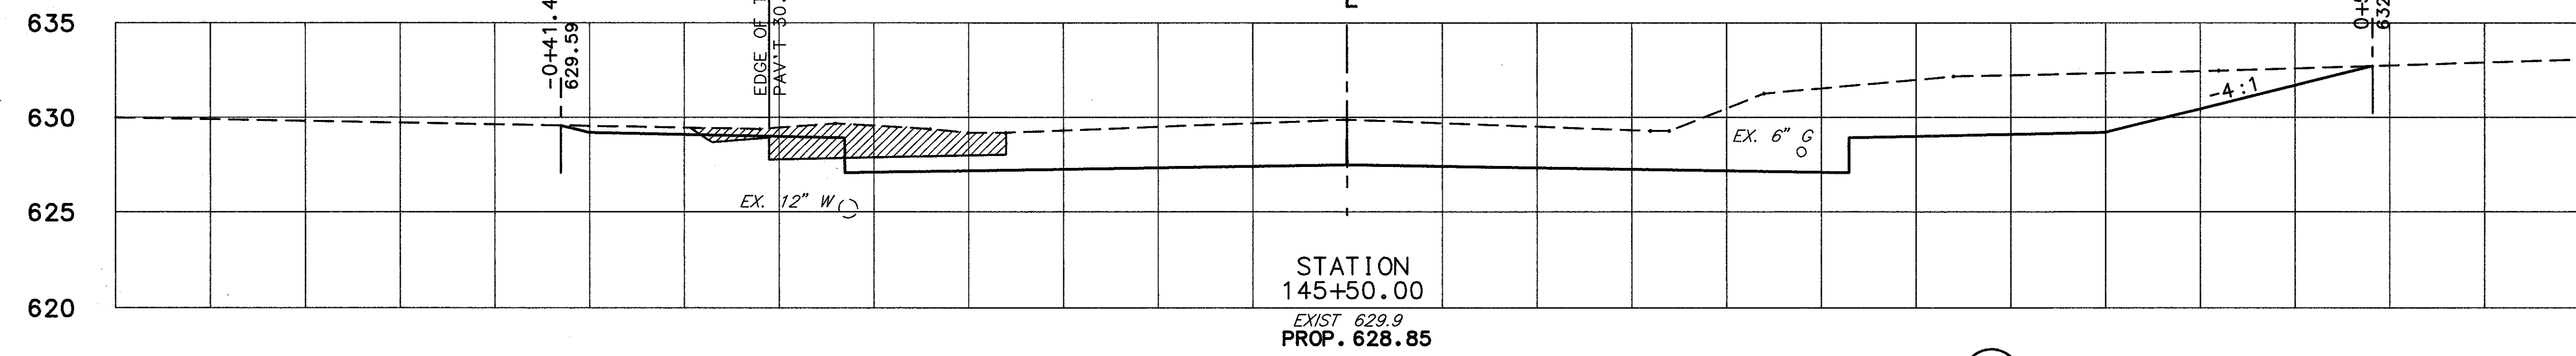 635
630
625
620
-0+41.4
629.59
EDGE OF
PAV'T 30.
EX. 12" W
EX. 6" G
-4:1
0+
632
STATION
145+50.00
EXIST 629.9
PROP. 628.85